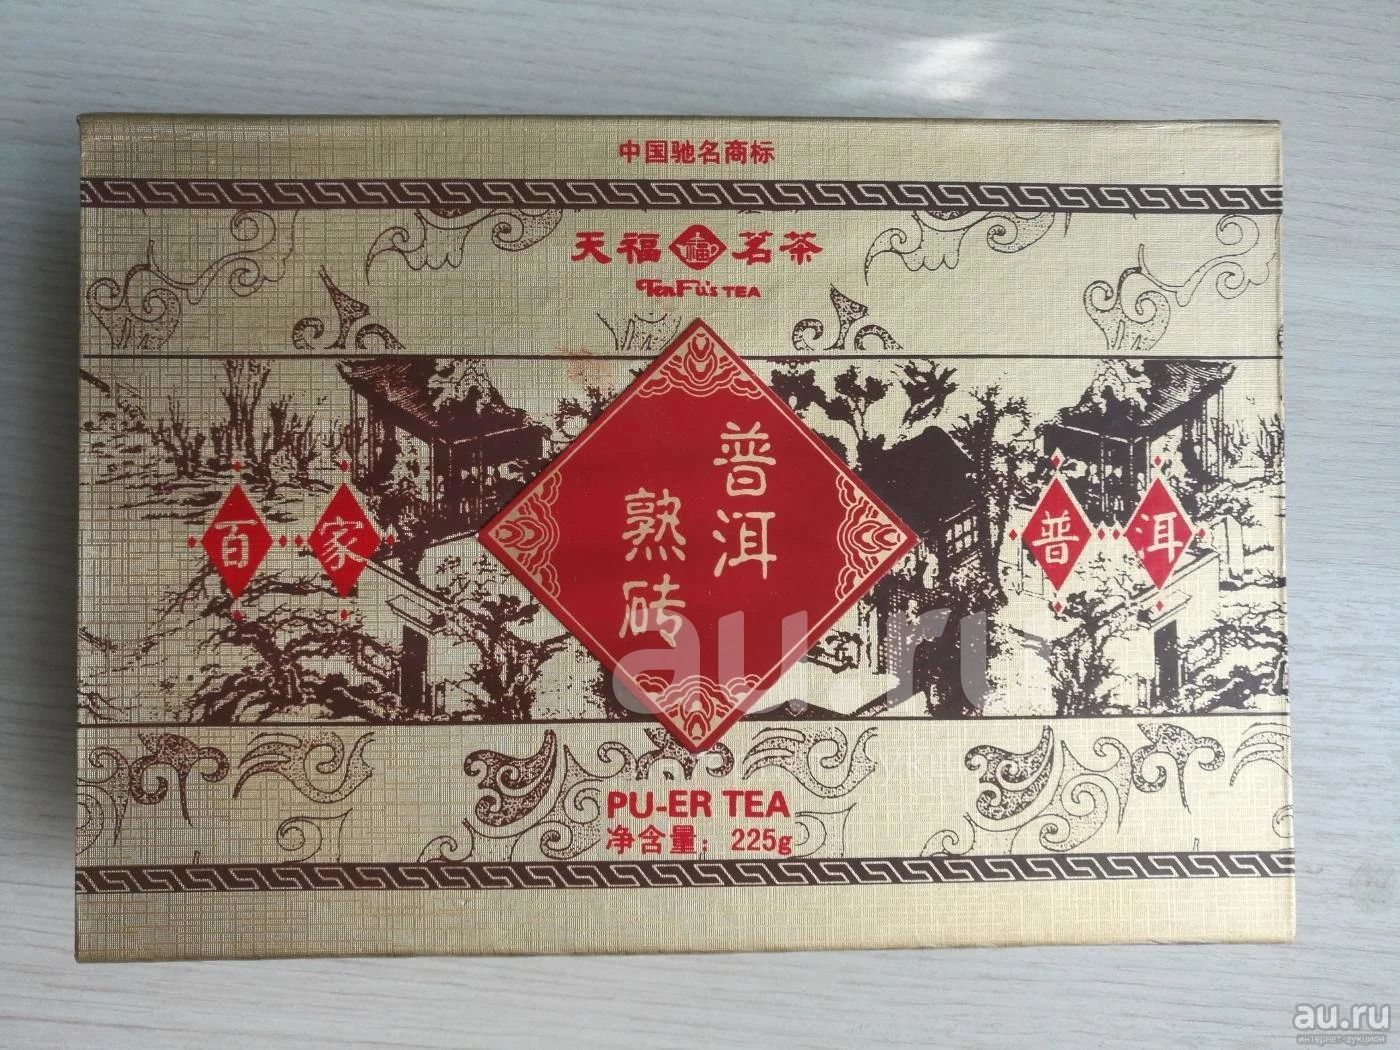 中国驰名商标
天福 福 茗茶
TenFu's TEA
普洱
熟砖
百家
普洱
PU-ER TEA
净含量：225g
au.ru
au.ru
интернет-аукцион